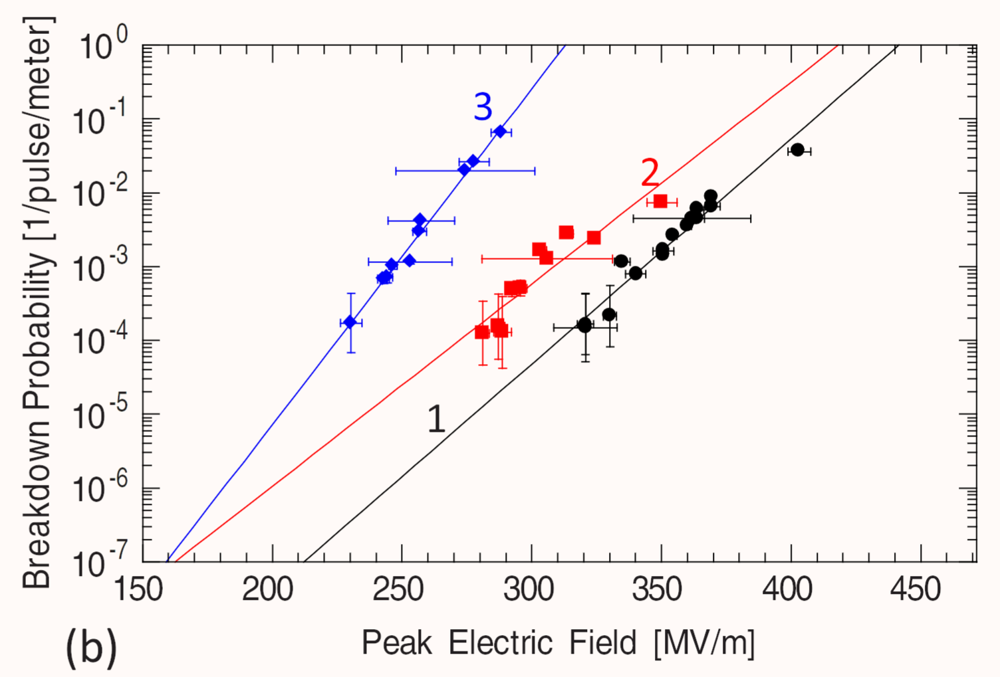 Breakdown Probability [1/pulse/meter]
10^0
10^-1
10^-2
10^-3
10^-4
10^-5
10^-6
10^-7
3
2
1
150 200 250 300 350 400 450
Peak Electric Field [MV/m]
(b)